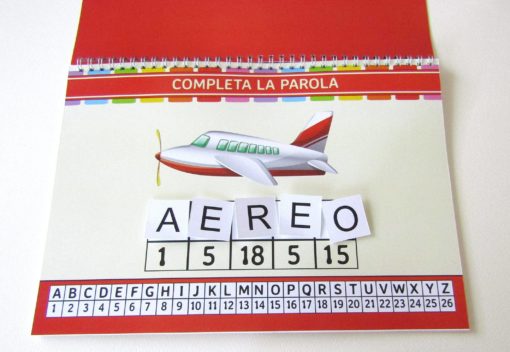 COMPLETA LA PAROLA
AEREO
1 5 18 5 15
A B C D E F G H I J K L M N O P Q R S T U V W X Y Z
1 2 3 4 5 6 7 8 9 10 11 12 13 14 15 16 17 18 19 20 21 22 23 24 25 26